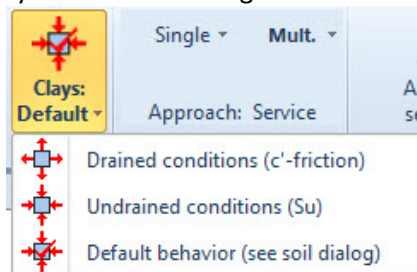 Single Mult.
Clays:
Default
Approach: Service
Drained conditions (c'-friction)
Undrained conditions (Su)
Default behavior (see soil dialog)